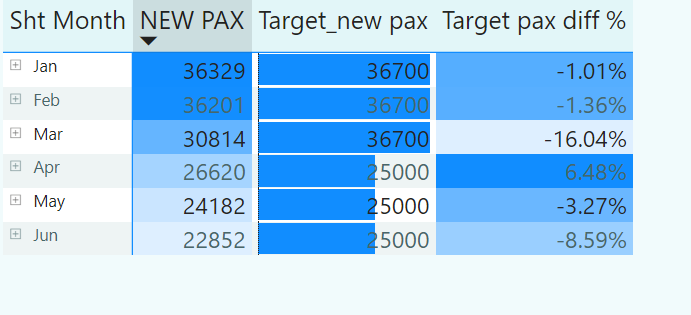 Sht Month NEW PAX Target_new pax Target pax diff %
Jan 36329 36700 -1.01%
Feb 36201 36700 -1.36%
Mar 30814 36700 -16.04%
Apr 26620 25000 6.48%
May 24182 25000 -3.27%
Jun 22852 25000 -8.59%